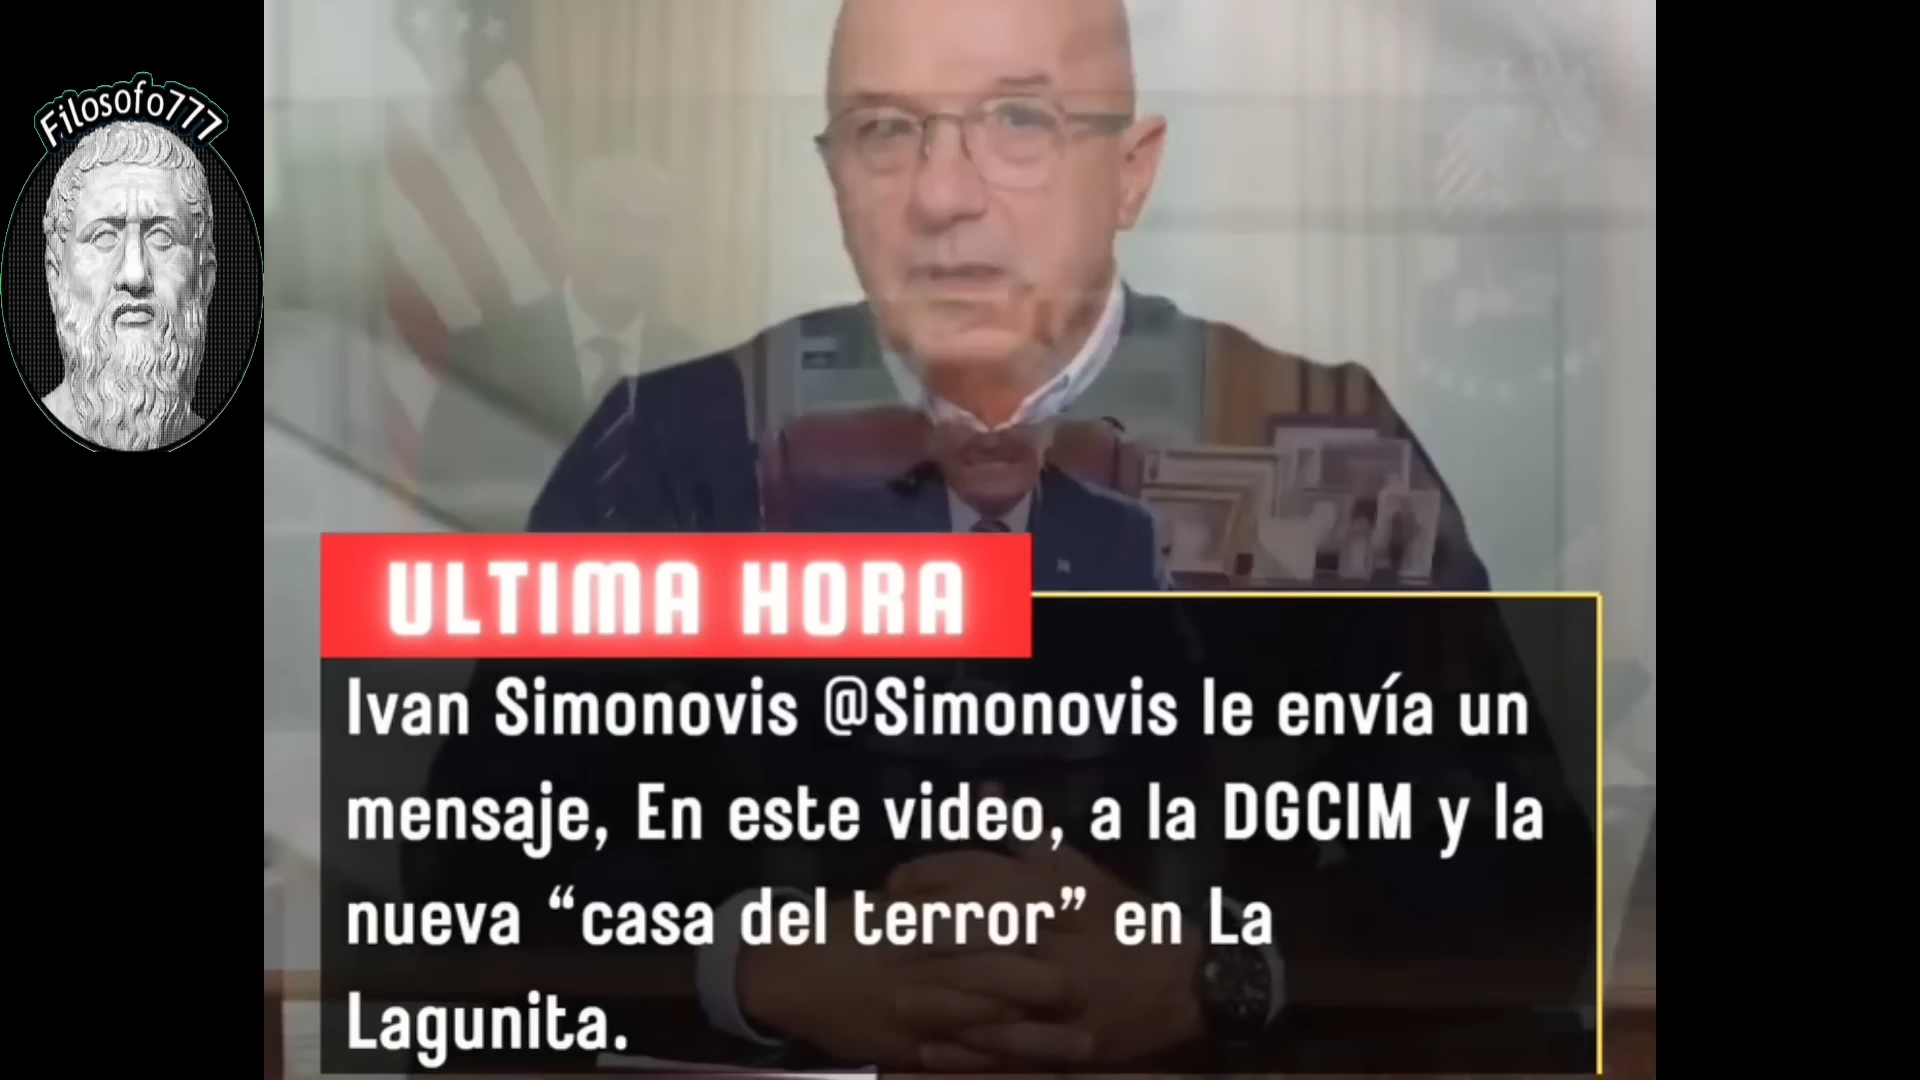 Filosofo777
ULTIMA HORA
Ivan Simonovis @Simonovis le envía un
mensaje, En este video, a la DGCIM y la
nueva “casa del terror” en La
Lagunita.